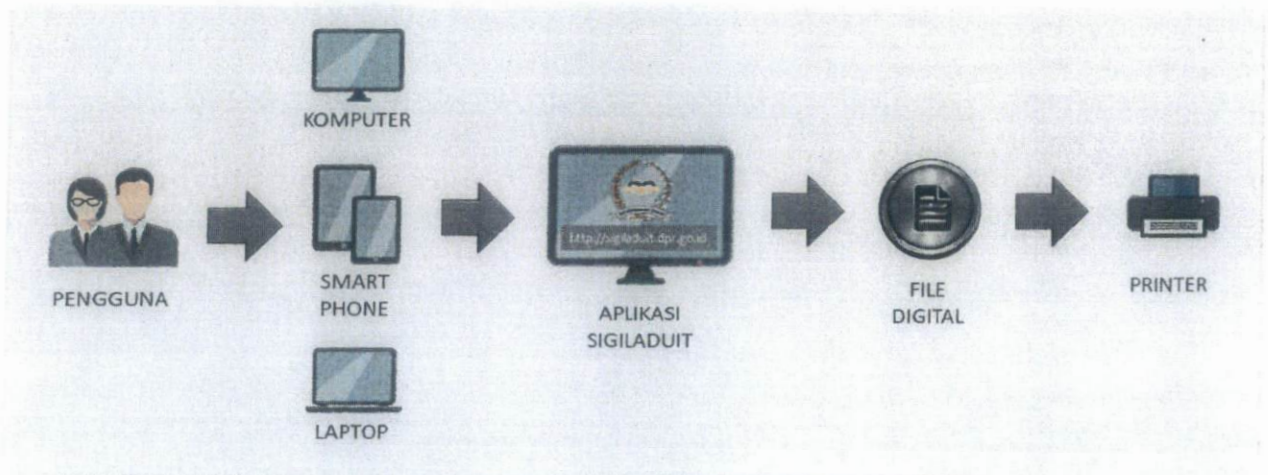 PENGGUNA
KOMPUTER
SMART
PHONE
LAPTOP
http://sigiladuit.dpr.go.id
APLIKASI
SIGILADUIT
FILE
DIGITAL
PRINTER